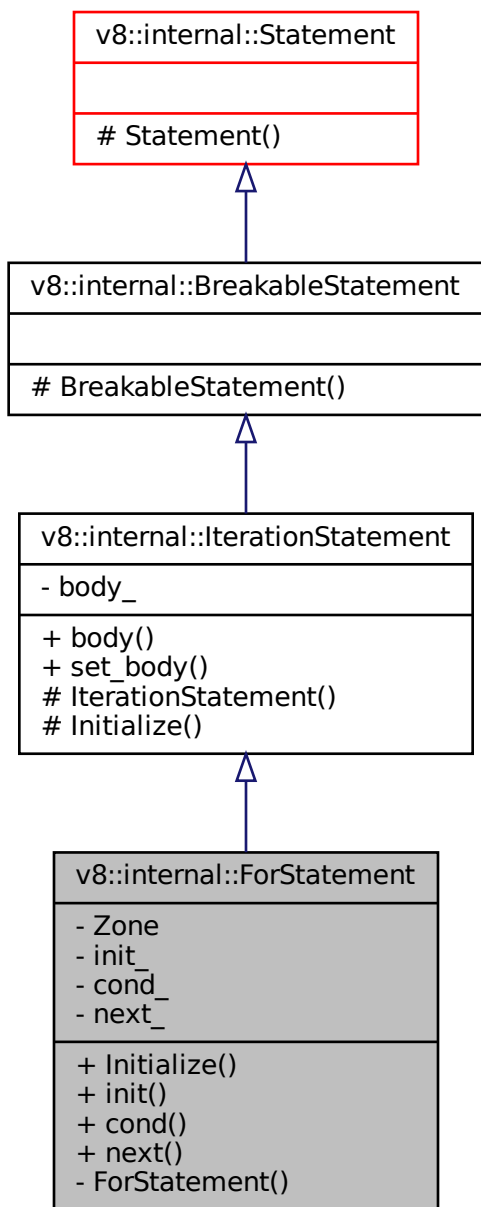 v8::internal::Statement
# Statement()
v8::internal::BreakableStatement
# BreakableStatement()
v8::internal::IterationStatement
- body_
+ body()
+ set_body()
# IterationStatement()
# Initialize()
v8::internal::ForStatement
- Zone
- init_
- cond_
- next_
+ Initialize()
+ init()
+ cond()
+ next()
- ForStatement()